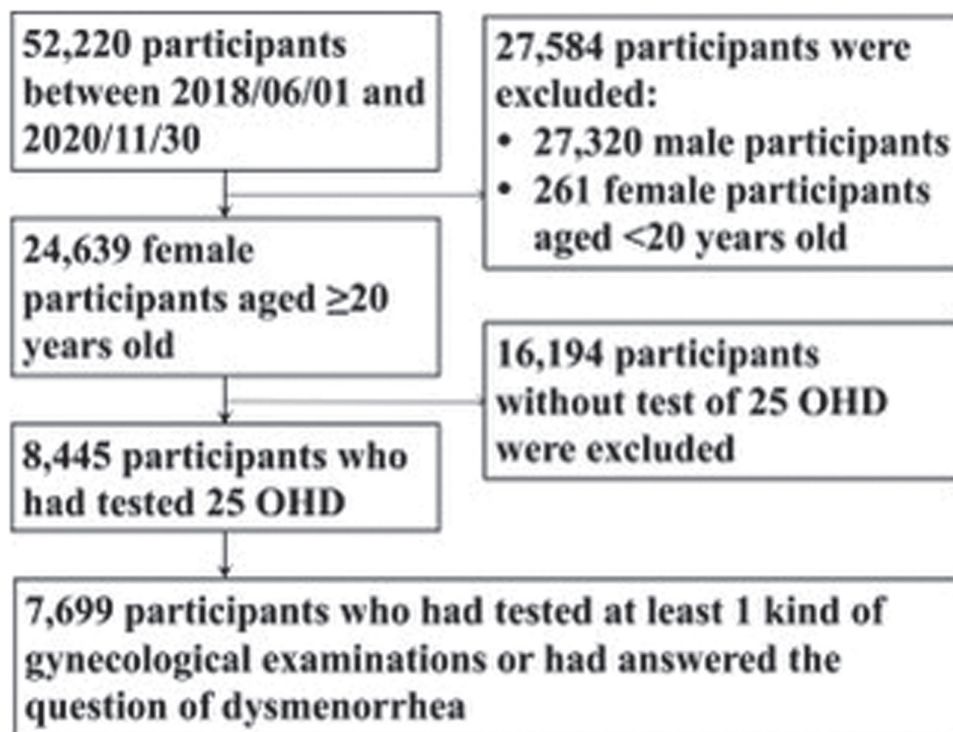 52,220 participants
between 2018/06/01 and
2020/11/30
27,584 participants were
excluded:
• 27,320 male participants
• 261 female participants
aged <20 years old
24,639 female
participants aged ≥20
years old
16,194 participants
without test of 25 OHD
were excluded
8,445 participants who
had tested 25 OHD
7,699 participants who had tested at least 1 kind of
gynecological examinations or had answered the
question of dysmenorrhea